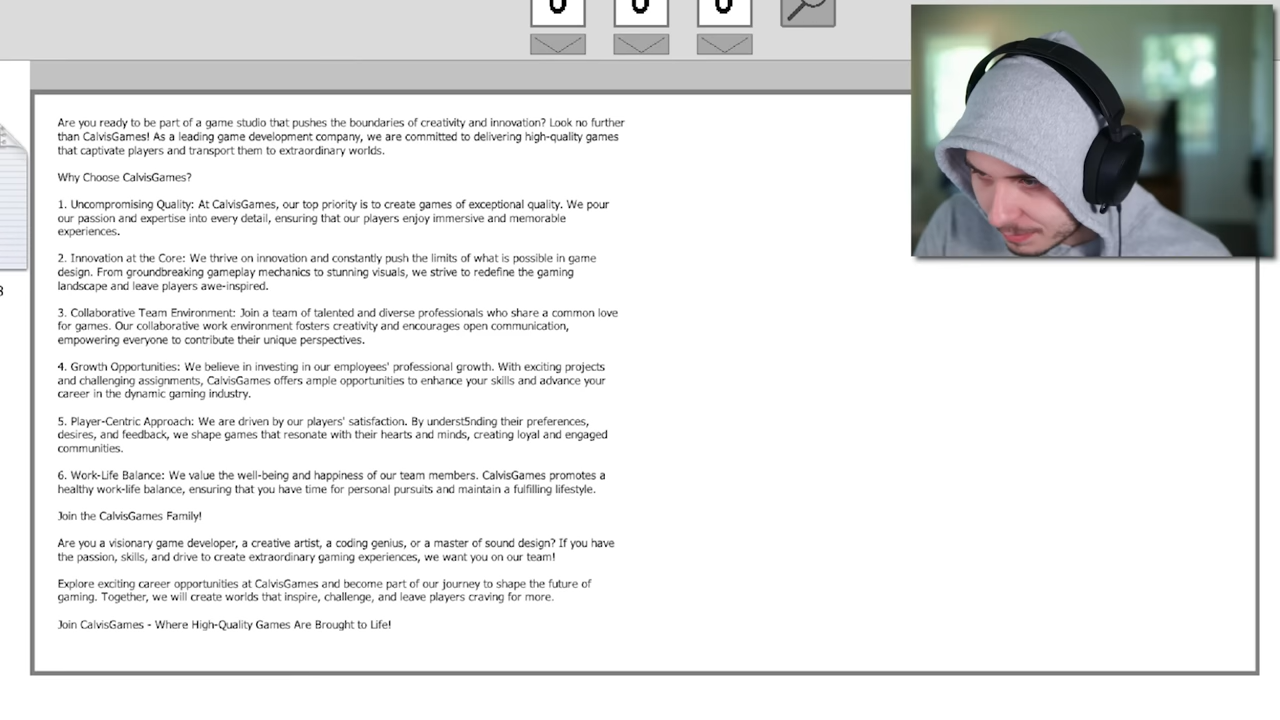 0 0 0
Are you ready to be part of a game studio that pushes the boundaries of creativity and innovation? Look no further
than CalvisGames! As a leading game development company, we are committed to delivering high-quality games
that captivate players and transport them to extraordinary worlds.
Why Choose CalvisGames?
1. Uncompromising Quality: At CalvisGames, our top priority is to create games of exceptional quality. We pour
our passion and expertise into every detail, ensuring that our players enjoy immersive and memorable
experiences.
2. Innovation at the Core: We thrive on innovation and constantly push the limits of what is possible in game
design. From groundbreaking gameplay mechanics to stunning visuals, we strive to redefine the gaming
landscape and leave players awe-inspired.
3. Collaborative Team Environment: Join a team of talented and diverse professionals who share a common love
for games. Our collaborative work environment fosters creativity and encourages open communication,
empowering everyone to contribute their unique perspectives.
4. Growth Opportunities: We believe in investing in our employees' professional growth. With exciting projects
and challenging assignments, CalvisGames offers ample opportunities to enhance your skills and advance your
career in the dynamic gaming industry.
5. Player-Centric Approach: We are driven by our players' satisfaction. By underst5nding their preferences,
desires, and feedback, we shape games that resonate with their hearts and minds, creating loyal and engaged
communities.
6. Work-Life Balance: We value the well-being and happiness of our team members. CalvisGames promotes a
healthy work-life balance, ensuring that you have time for personal pursuits and maintain a fulfilling lifestyle.
Join the CalvisGames Family!
Are you a visionary game developer, a creative artist, a coding genius, or a master of sound design? If you have
the passion, skills, and drive to create extraordinary gaming experiences, we want you on our team!
Explore exciting career opportunities at CalvisGames and become part of our journey to shape the future of
gaming. Together, we will create worlds that inspire, challenge, and leave players craving for more.
Join CalvisGames - Where High-Quality Games Are Brought to Life!